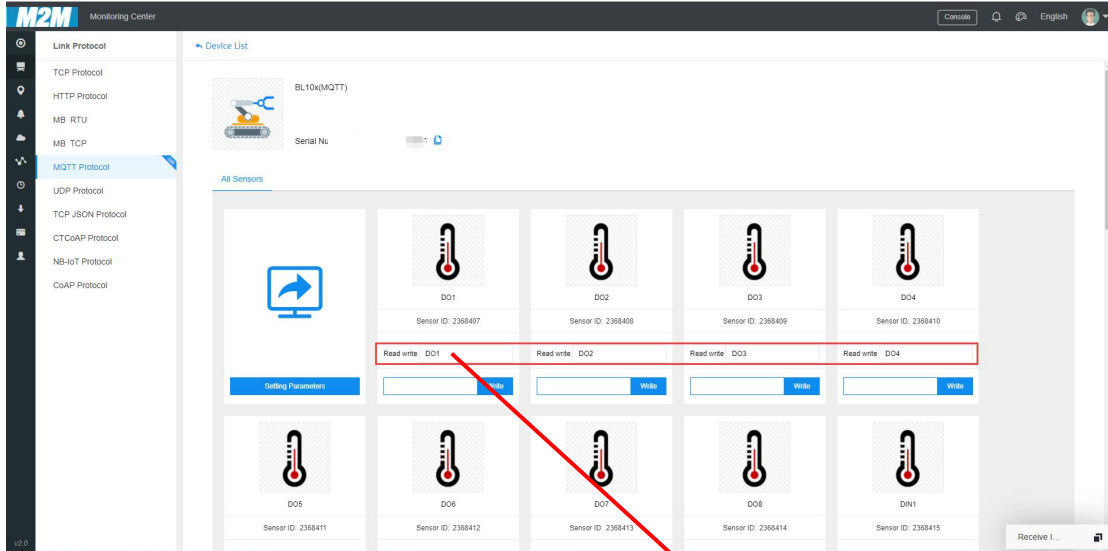 M2M Monitoring Center Console English
Link Protocol
Device List
TCP Protocol
HTTP Protocol
MB RTU
MB TCP
MQTT Protocol
UDP Protocol
TCP JSON Protocol
CTCoAP Protocol
NB-IoT Protocol
CoAP Protocol
BL10x(MQTT)
Serial Nu
All Sensors
Setting Parameters
DO1
Sensor ID: 2368407
Read write DO1
Write
DO2
Sensor ID: 2368408
Read write DO2
Write
DO3
Sensor ID: 2368409
Read write DO3
Write
DO4
Sensor ID: 2368410
Read write DO4
Write
DO5
Sensor ID: 2368411
DO6
Sensor ID: 2368412
DO7
Sensor ID: 2368413
DO8
Sensor ID: 2368414
DIN1
Sensor ID: 2368415
Receive I...
v2.0